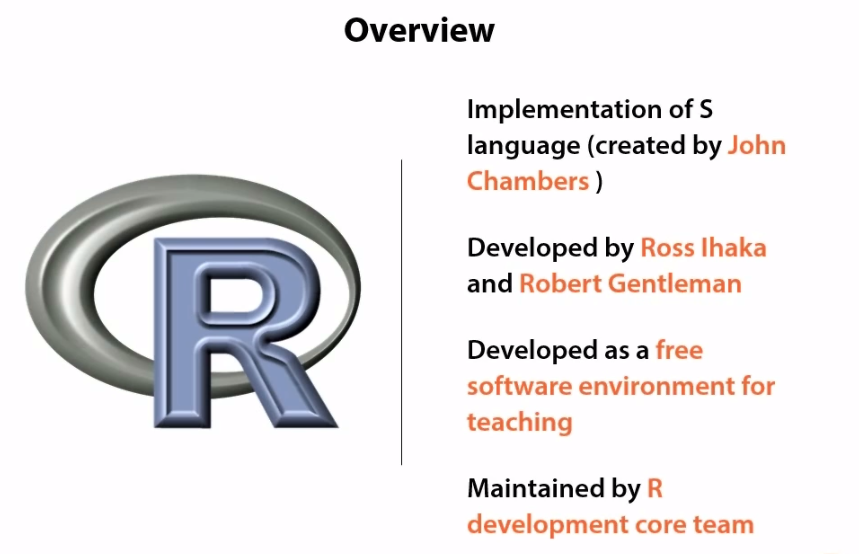 Overview
Implementation of S
language (created by John
Chambers )
Developed by Ross Ihaka
and Robert Gentleman
Developed as a free
software environment for
teaching
Maintained by R
development core team
R